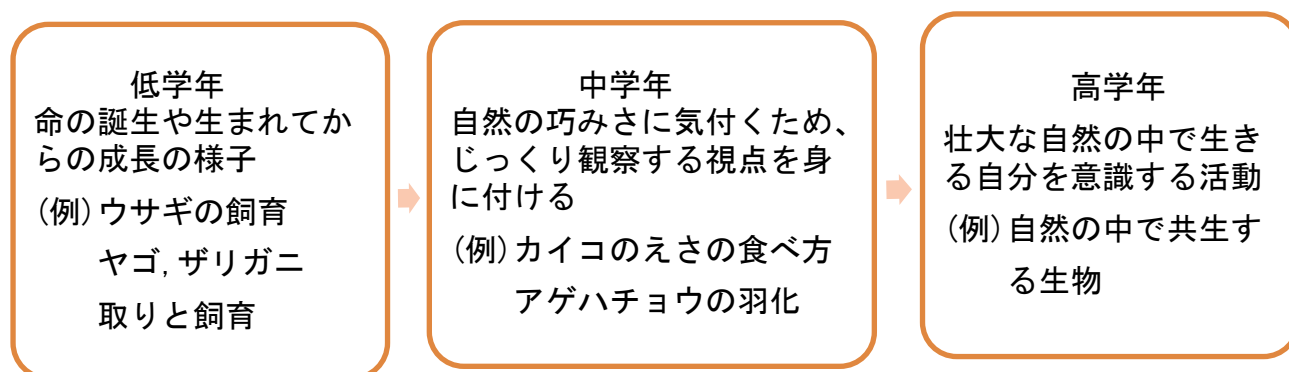 低学年
命の誕生や生まれてか
らの成長の様子
(例)ウサギの飼育
ヤゴ,ザリガニ
取りと飼育
中学年
自然の巧みさに気付くため、
じっくり観察する視点を身
に付ける
(例)カイコのえさの食べ方
アゲハチョウの羽化
高学年
壮大な自然の中で生き
る自分を意識する活動
(例)自然の中で共生す
る生物